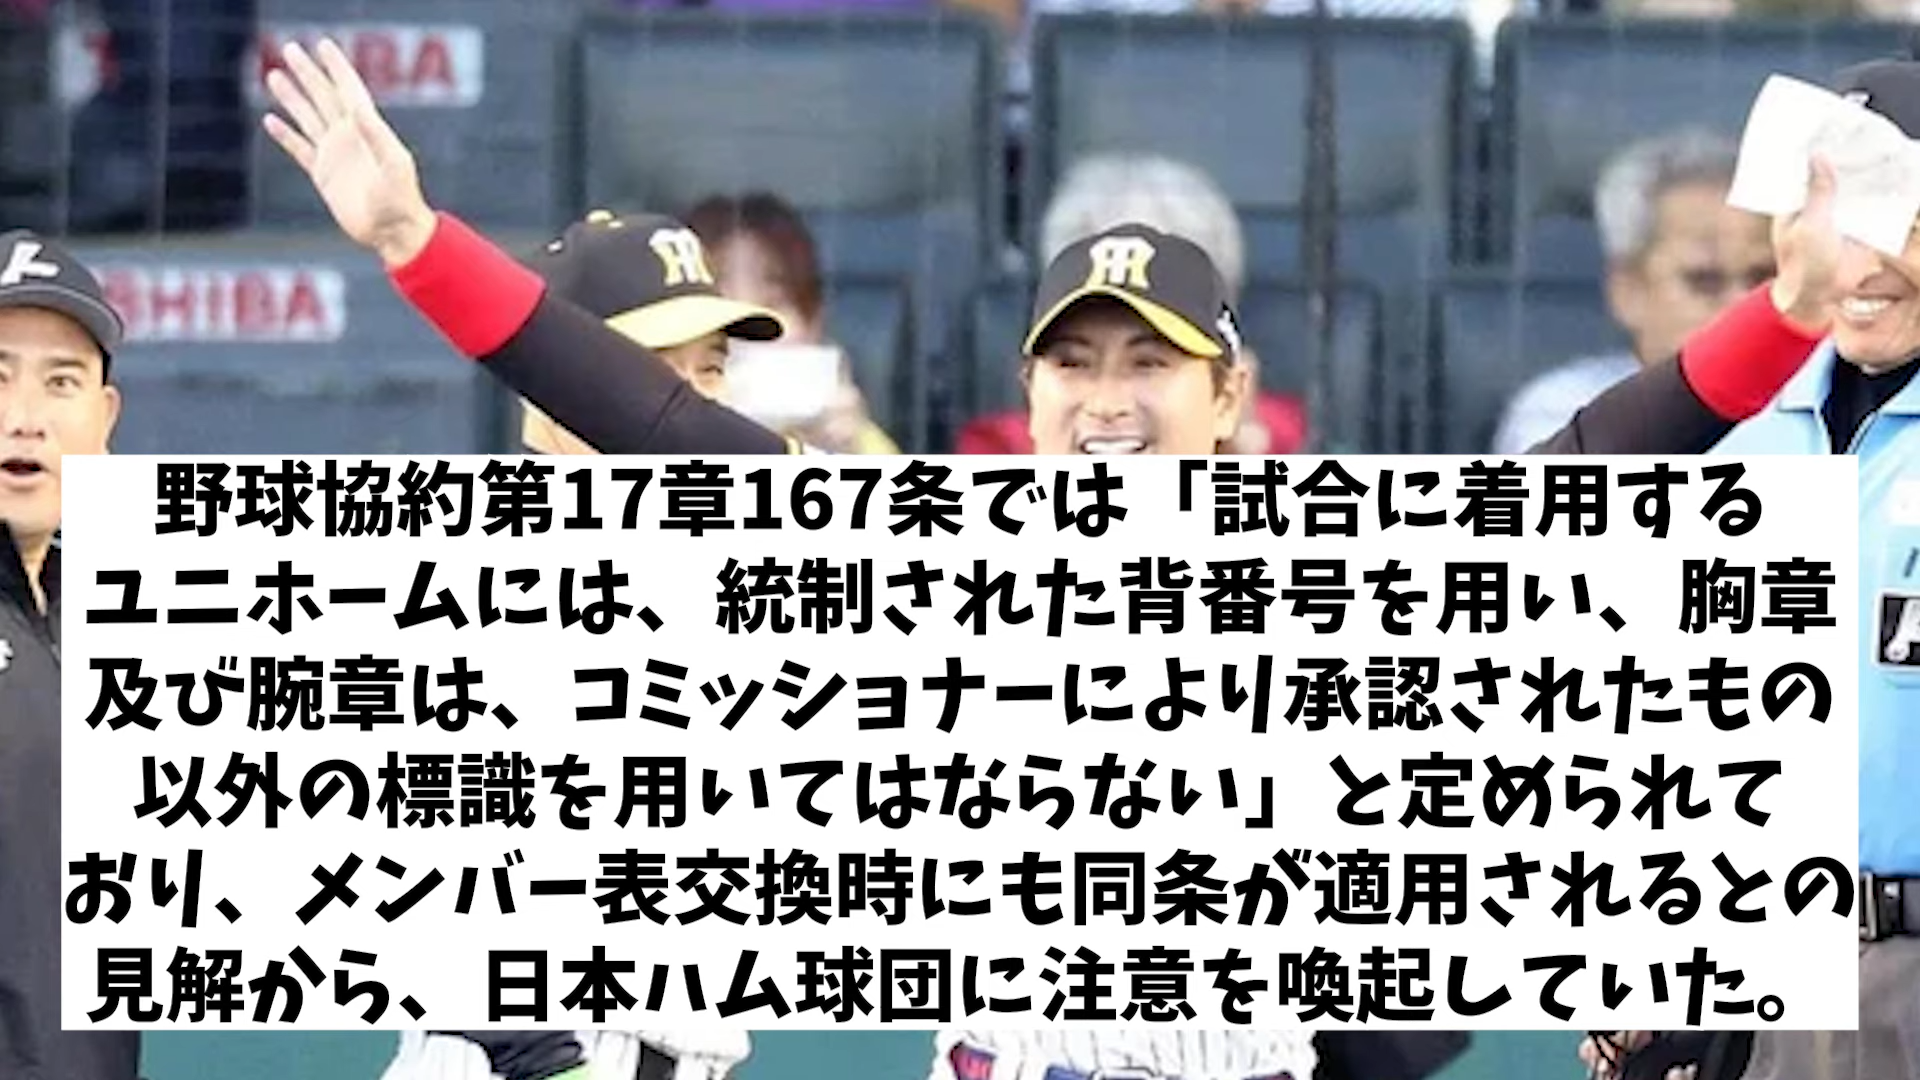 TOSHIBA
SHIBA
野球協約第17章167条では「試合に着用する
ユニホームには、統制された背番号を用い、胸章
及び腕章は、コミッショナーにより承認されたもの
以外の標識を用いてはならない」と定められて
おり、メンバー表交換時にも同条が適用されるとの
見解から、日本ハム球団に注意を喚起していた。